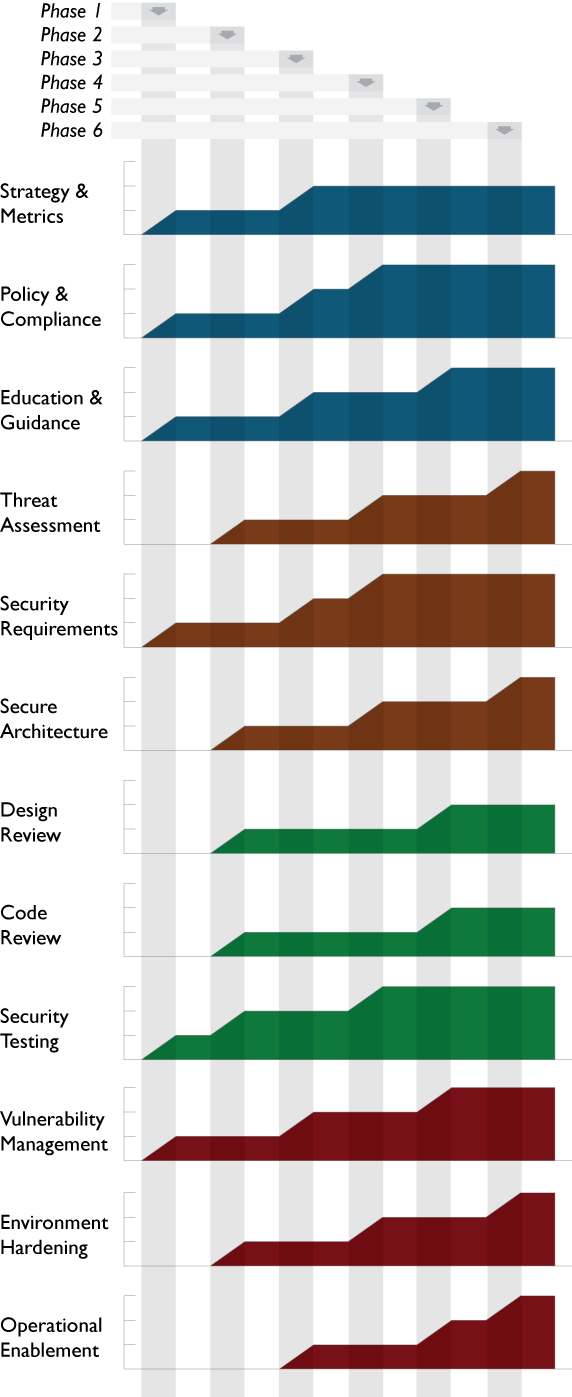 Phase 1
Phase 2
Phase 3
Phase 4
Phase 5
Phase 6
Strategy &
Metrics
Policy &
Compliance
Education &
Guidance
Threat
Assessment
Security
Requirements
Secure
Architecture
Design
Review
Code
Review
Security
Testing
Vulnerability
Management
Environment
Hardening
Operational
Enablement